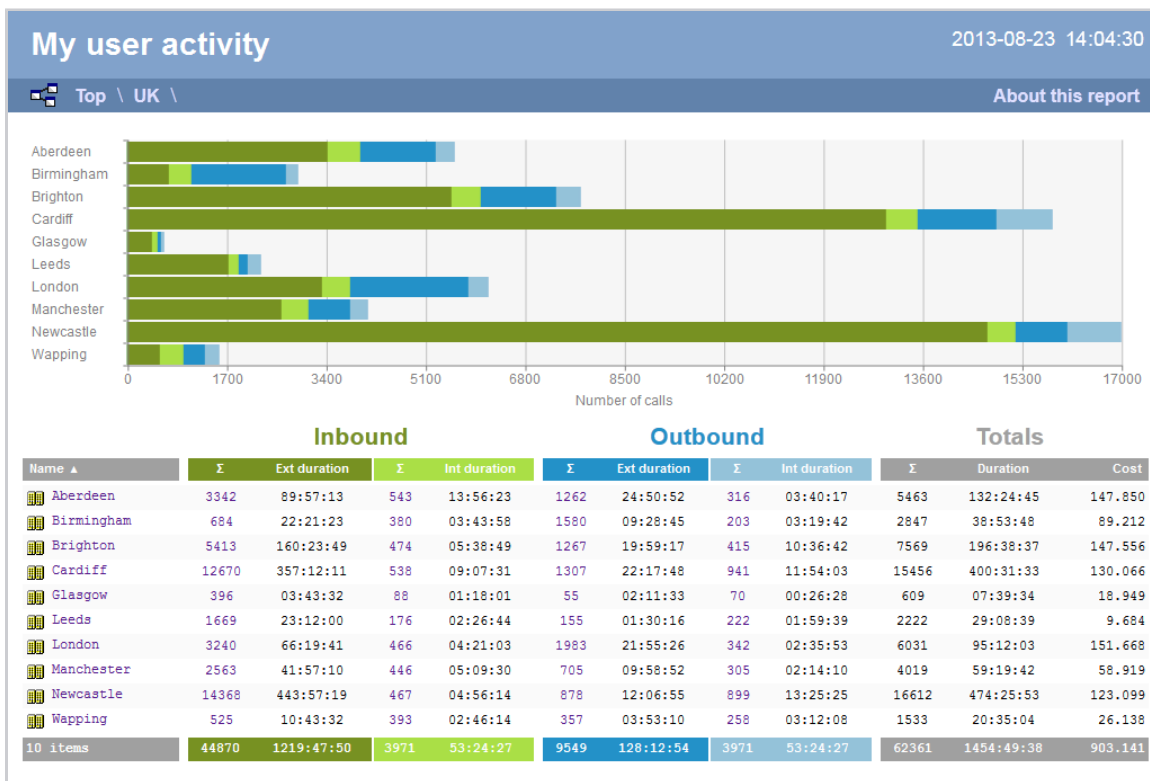 My user activity 2013-08-23 14:04:30
Top \ UK \ About this report
Aberdeen
Birmingham
Brighton
Cardiff
Glasgow
Leeds
London
Manchester
Newcastle
Wapping
0 1700 3400 5100 6800 8500 10200 11900 13600 15300 17000
Number of calls
Inbound Outbound Totals
Name ▲ Σ Ext duration Σ Int duration Σ Ext duration Σ Int duration Σ Duration Cost
Aberdeen 3342 89:57:13 543 13:56:23 1262 24:50:52 316 03:40:17 5463 132:24:45 147.850
Birmingham 684 22:21:23 380 03:43:58 1580 09:28:45 203 03:19:42 2847 38:53:48 89.212
Brighton 5413 160:23:49 474 05:38:49 1267 19:59:17 415 10:36:42 7569 196:38:37 147.556
Cardiff 12670 357:12:11 538 09:07:31 1307 22:17:48 941 11:54:03 15456 400:31:33 130.066
Glasgow 396 03:43:32 88 01:18:01 55 02:11:33 70 00:26:28 609 07:39:34 18.949
Leeds 1669 23:12:00 176 02:26:44 155 01:30:16 222 01:59:39 2222 29:08:39 9.684
London 3240 66:19:41 466 04:21:03 1983 21:55:26 342 02:35:53 6031 95:12:03 151.668
Manchester 2563 41:57:10 446 05:09:30 705 09:58:52 305 02:14:10 4019 59:19:42 58.919
Newcastle 14368 443:57:19 467 04:56:14 878 12:06:55 899 13:25:25 16612 474:25:53 123.099
Wapping 525 10:43:32 393 02:46:14 357 03:53:10 258 03:12:08 1533 20:35:04 26.138
10 items 44870 1219:47:50 3971 53:24:27 9549 128:12:54 3971 53:24:27 62361 1454:49:38 903.141